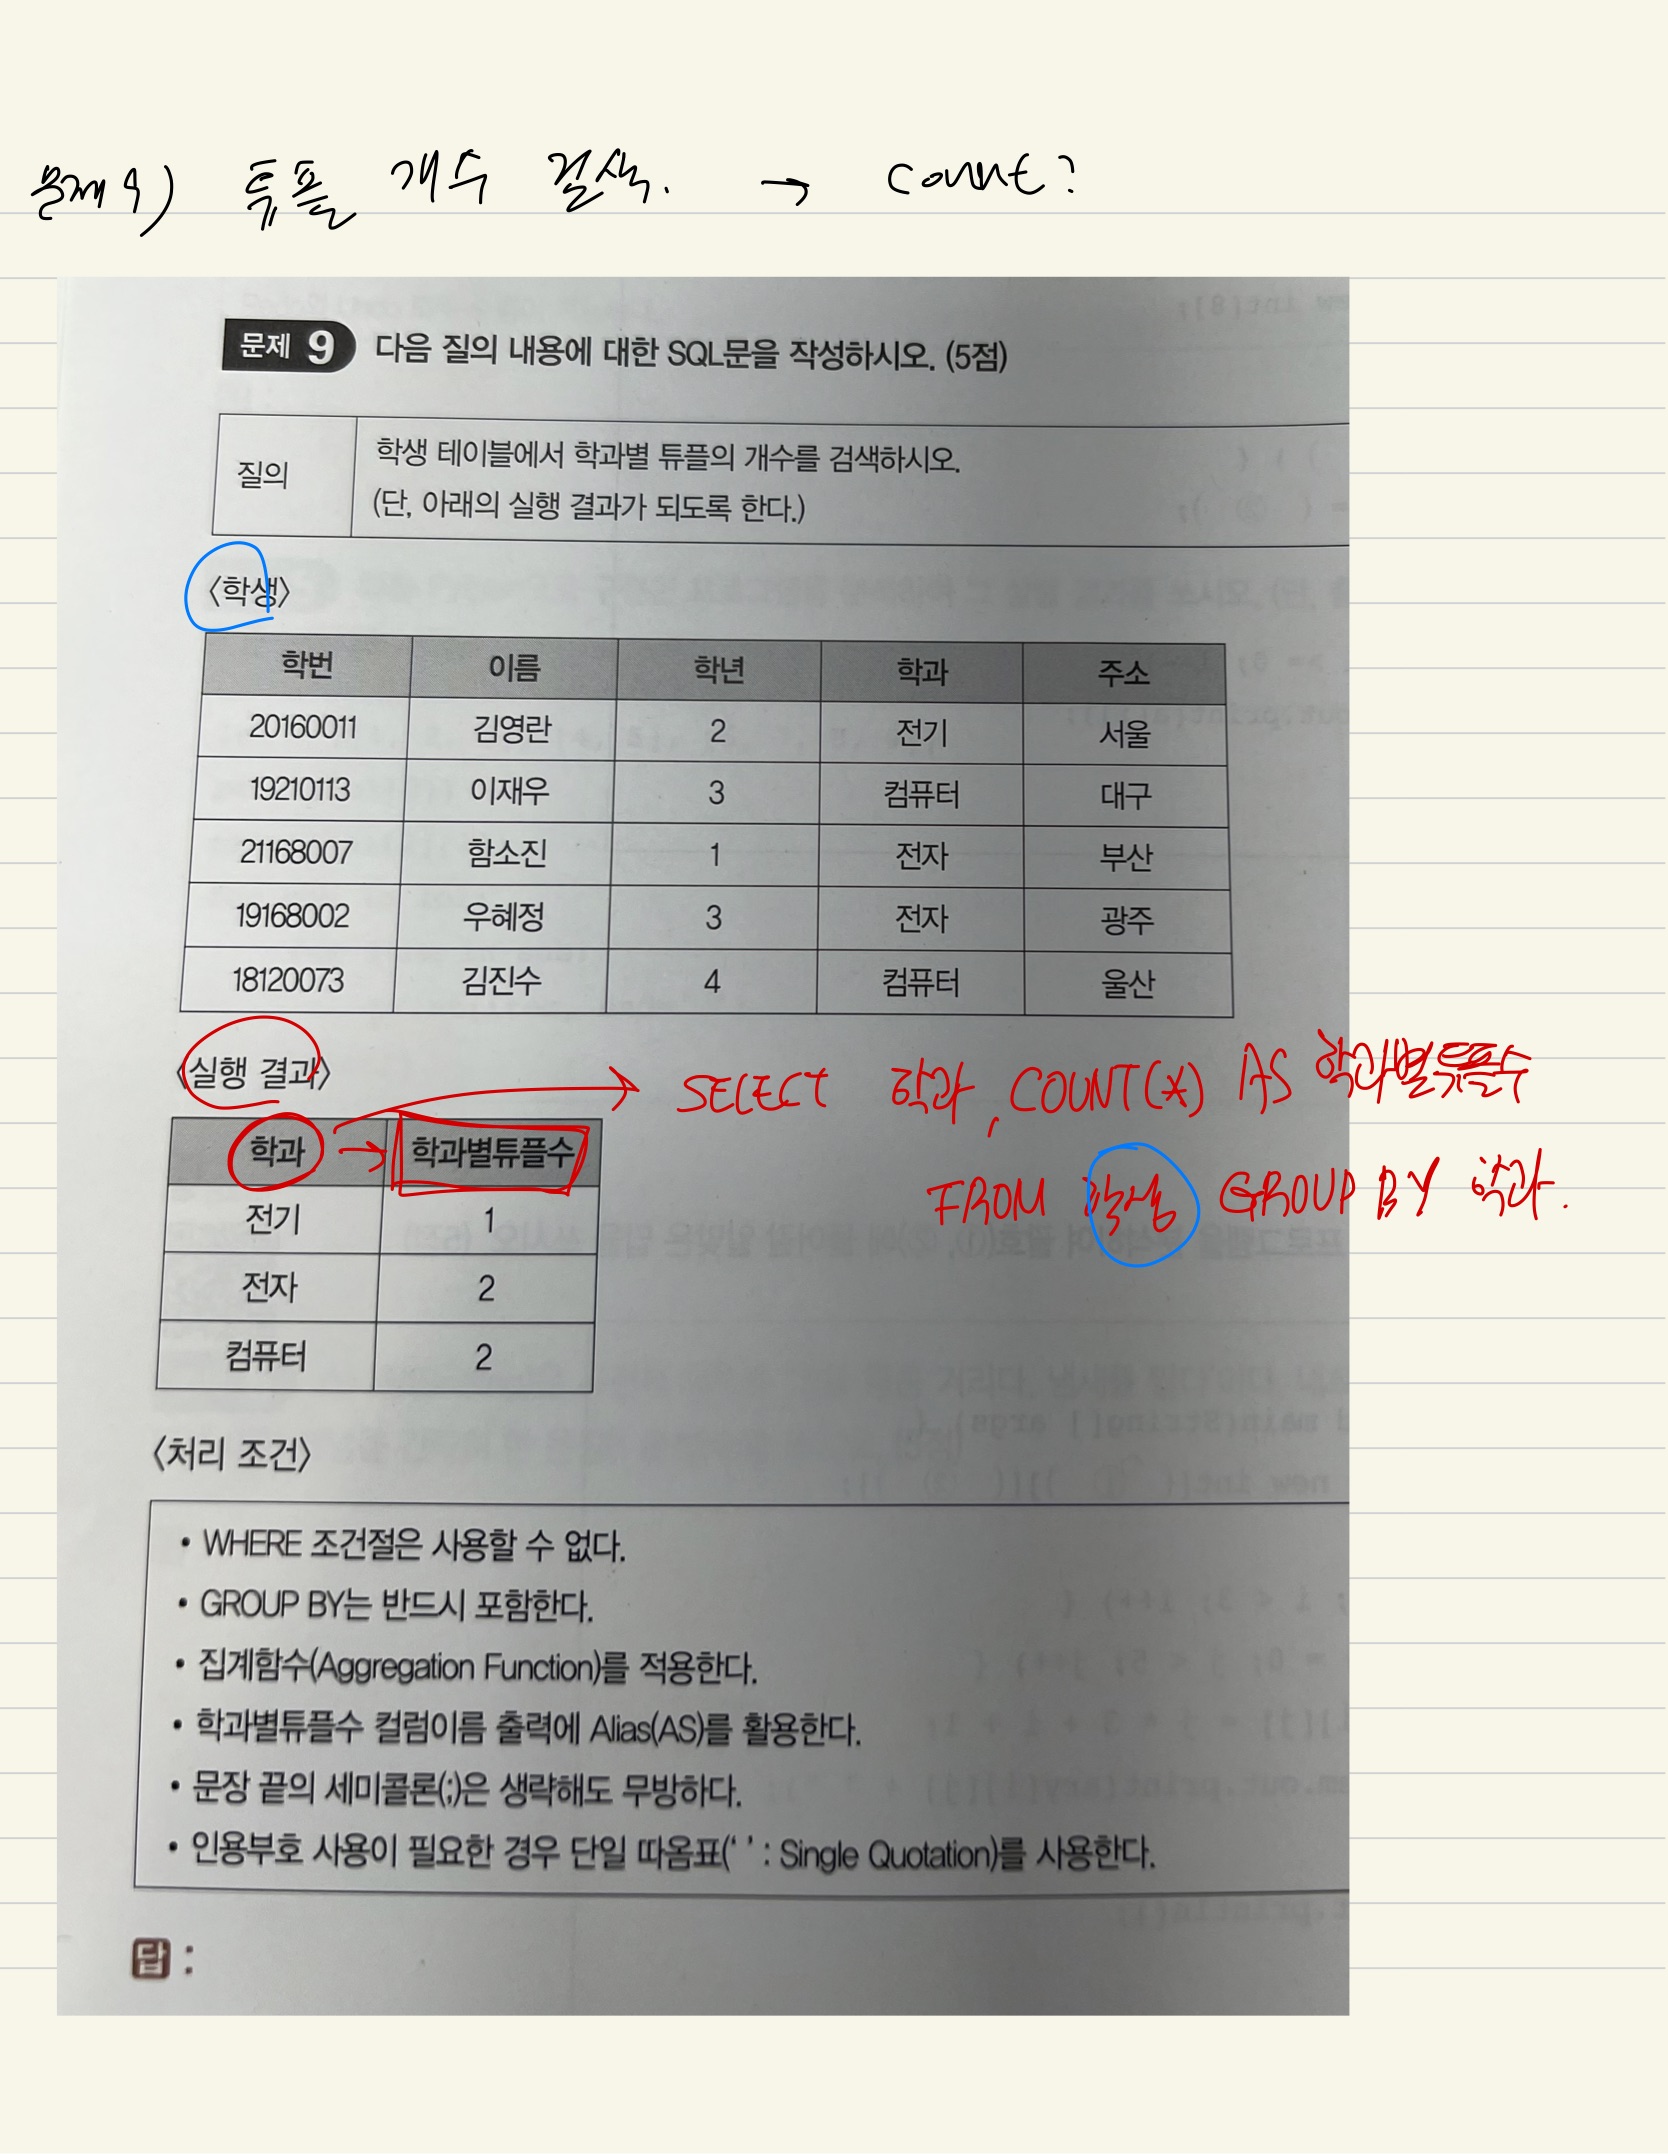 문제 9) 튜플 개수 검색. → count?
문제 9 다음 질의 내용에 대한 SQL문을 작성하시오. (5점)
질의
학생 테이블에서 학과별 튜플의 개수를 검색하시오.
(단, 아래의 실행 결과가 되도록 한다.)
〈학생〉
학번 이름 학년 학과 주소
20160011 김영란 2 전기 서울
19210113 이재우 3 컴퓨터 대구
21168007 함소진 1 전자 부산
19168002 우혜정 3 전자 광주
18120073 김진수 4 컴퓨터 울산
〈실행 결과〉
SELECT 학과, COUNT(*) AS 학과별튜플수
FROM 학생 GROUP BY 학과.
학과 → 학과별튜플수
전기 1
전자 2
컴퓨터 2
〈처리 조건〉
• WHERE 조건절은 사용할 수 없다.
• GROUP BY는 반드시 포함한다.
• 집계함수(Aggregation Function)를 적용한다.
• 학과별튜플수 컬럼이름 출력에 Alias(AS)를 활용한다.
• 문장 끝의 세미콜론(;)은 생략해도 무방하다.
• 인용부호 사용이 필요한 경우 단일 따옴표(' ' : Single Quotation)를 사용한다.
답 :